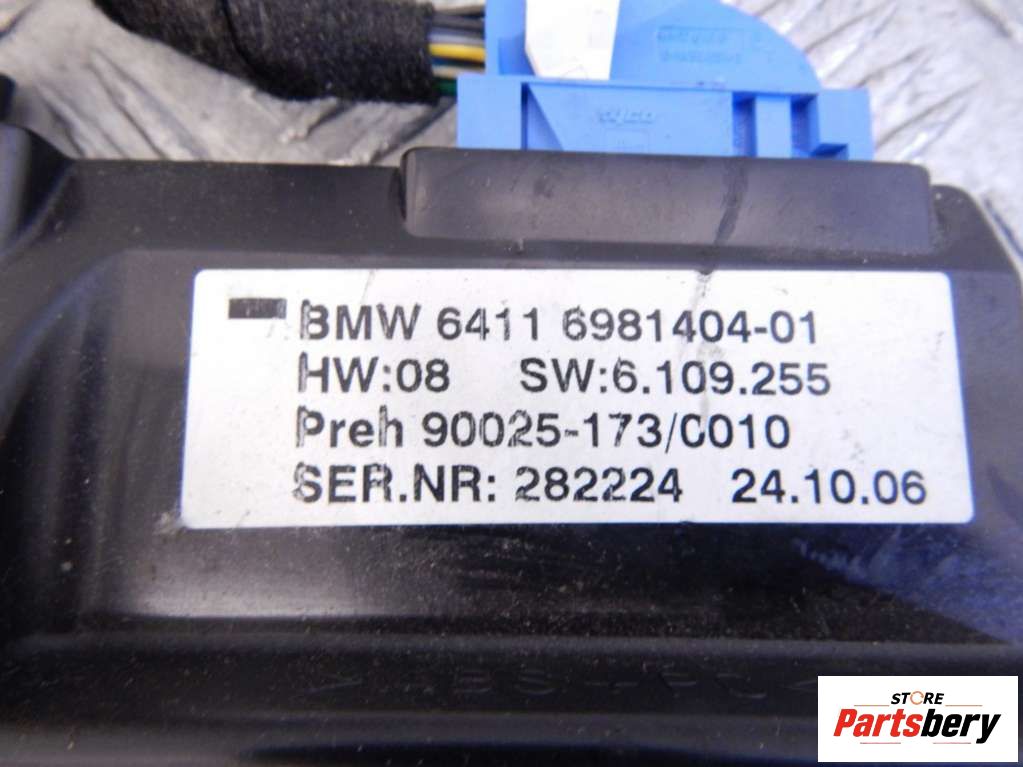 tyco
BMW 6411 6981404-01
HW:08 SW:6.109.255
Preh 90025-173/C010
SER.NR: 282224 24.10.06
STORE
Partsbery